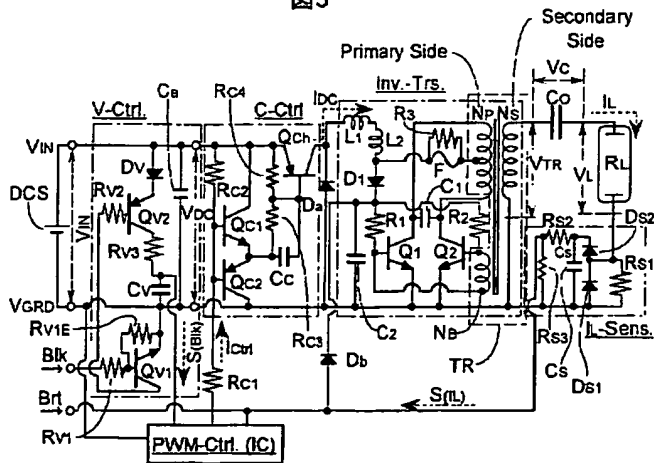 図5
Secondary
Side
Primary Side
CB
RC4
V-Ctrl.
C-Ctrl
Inv.-Trs.
IDC
VC
CO
IL
NP
NS
R3
L1
L2
QCh
VIN
DV
RC2
F
VTR
VL
RL
DCS
VIN
RV2
QV2
VDC
D1
C1
Da
QC1
R1
R2
RS2
DS2
RV3
CC
Q1
Q2
CS
RS1
CV
QC2
VGRD
RV1E
S(Blk)
ICtrl
RC3
C2
NB
RS3
IL-Sens.
Blk
QV1
Db
TR
CS
DS1
Brt
RC1
S(IL)
RV1
PWM-Ctrl. (IC)